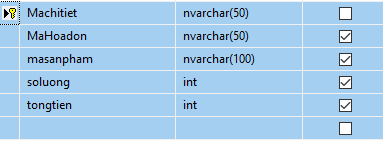 Machitiet nvarchar(50)
MaHoadon nvarchar(50)
masanpham nvarchar(100)
soluong int
tongtien int